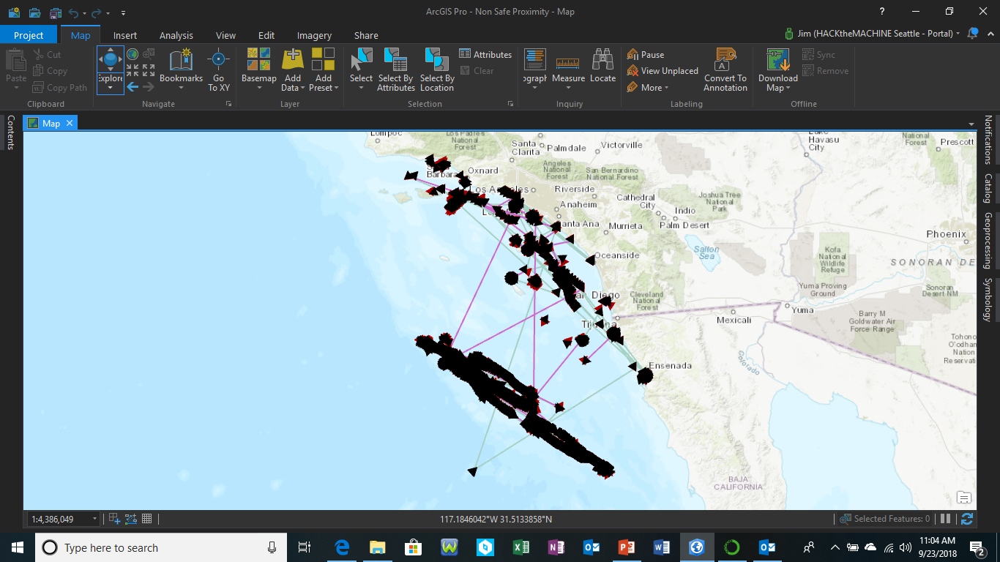 ArcGIS Pro - Non Safe Proximity - Map
?
Project Map Insert Analysis View Edit Imagery Share
Jim (HACKtheMACHINE Seattle - Portal)
Paste
Cut
Copy
Copy Path
Clipboard
Explore
Bookmarks
Go
To XY
Navigate
Basemap
Add
Data
Add
Preset
Layer
Select
Select By
Attributes
Select By
Location
Attributes
Clear
Selection
ograph
Measure
Locate
Inquiry
Pause
View Unplaced
More
Convert To
Annotation
Labeling
Download
Map
Sync
Remove
Offline
Contents
Map
Notifications
Catalog
Geoprocessing
Symbology
Lompoc
Los Padres
National
Forest
Santa
Clarita
Palmdale
Victorville
Lake
Havasu
City
National
Forest
Prescott
Barbara
Oxnard
Angeles
National
Forest
San Bernardino
National Forest
Los Angeles
Riverside
Anaheim
Cathedral
City
Joshua Tree
National
Park
Santa Ana
Murrieta
Indio
Palm Desert
Phoenix
Oceanside
Salton
Sea
Kofa
National
Wildlife
Refuge
SONORAN DE
San Diego
Cleveland
National
Forest
Yuma Proving
Ground
Sonoran
Desert NM
Tijuana
Mexicali
Yuma
Barry M
Goldwater Air
Force Range
Tohono
O'odham
Nation
Reservati
Colorado
Ensenada
BAJA
CALIFORNIA
1:4,386,049
117.1846042°W 31.5133858°N
Selected Features: 0
Type here to search
11:04 AM
9/23/2018
2